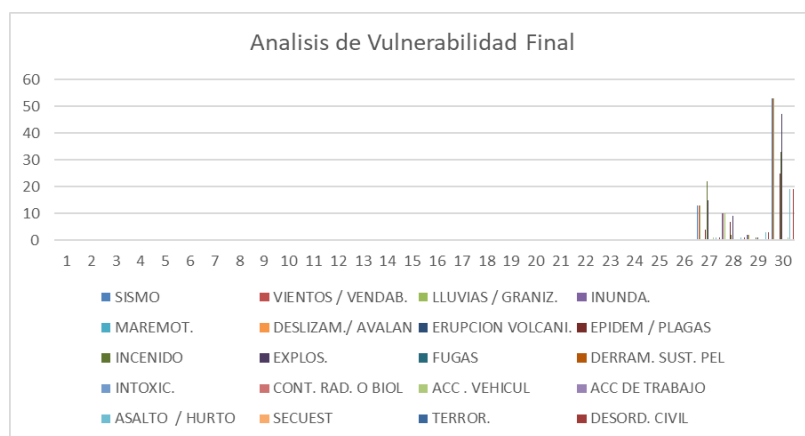 Analisis de Vulnerabilidad Final
60
50
40
30
20
10
0
1 2 3 4 5 6 7 8 9 10 11 12 13 14 15 16 17 18 19 20 21 22 23 24 25 26 27 28 29 30
SISMO VIENTOS / VENDAB. LLUVIAS / GRANIZ. INUNDA.
MAREMOT. DESLIZAM./ AVALAN ERUPCION VOLCANI. EPIDEM / PLAGAS
INCENIDO EXPLOS. FUGAS DERRAM. SUST. PEL
INTOXIC. CONT. RAD. O BIOL ACC . VEHICUL ACC DE TRABAJO
ASALTO / HURTO SECUEST TERROR. DESORD. CIVIL